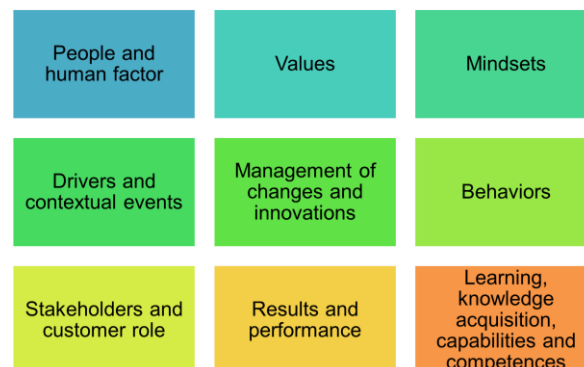 People and
human factor
Values
Mindsets
Drivers and
contextual events
Management of
changes and
innovations
Behaviors
Stakeholders and
customer role
Results and
performance
Learning,
knowledge
acquisition,
capabilities and
competences